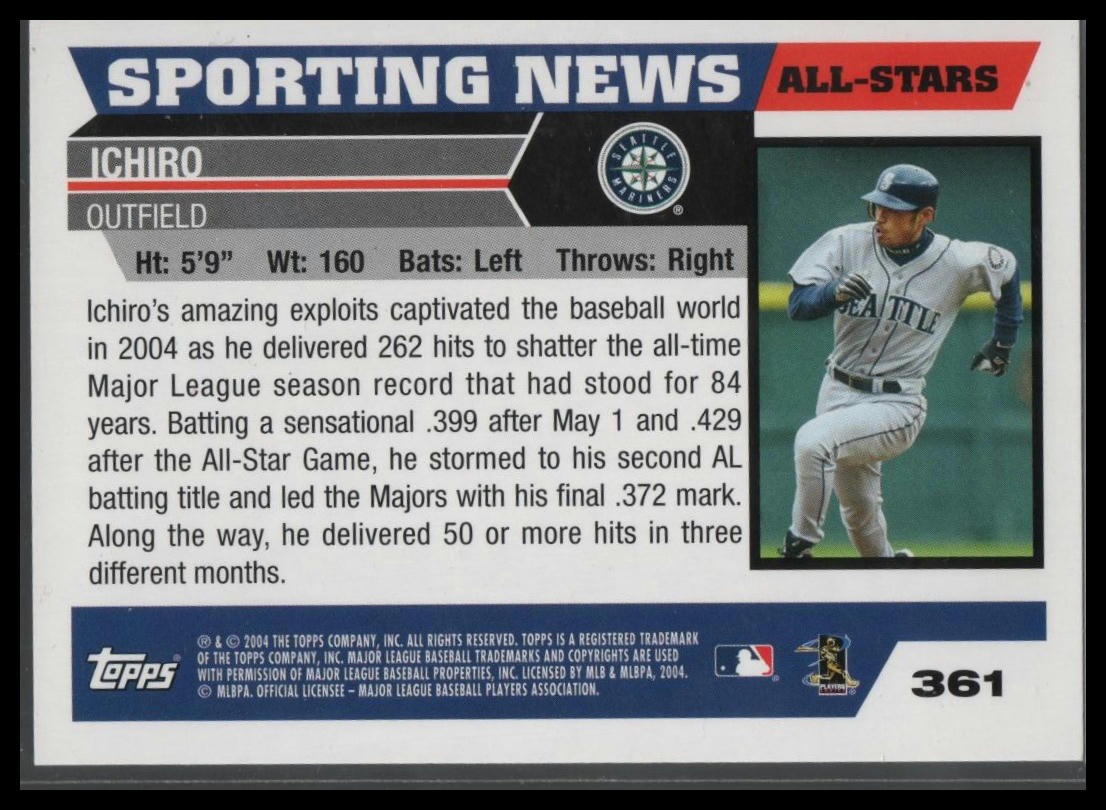 SPORTING NEWS ALL-STARS
ICHIRO
SEATTLE MARINERS ®
OUTFIELD
Ht: 5'9” Wt: 160 Bats: Left Throws: Right
SEATTLE
Ichiro's amazing exploits captivated the baseball world
in 2004 as he delivered 262 hits to shatter the all-time
Major League season record that had stood for 84
years. Batting a sensational .399 after May 1 and .429
after the All-Star Game, he stormed to his second AL
batting title and led the Majors with his final .372 mark.
Along the way, he delivered 50 or more hits in three
different months.
® & © 2004 THE TOPPS COMPANY, INC. ALL RIGHTS RESERVED. TOPPS IS A REGISTERED TRADEMARK
OF THE TOPPS COMPANY, INC. MAJOR LEAGUE BASEBALL TRADEMARKS AND COPYRIGHTS ARE USED
WITH PERMISSION OF MAJOR LEAGUE BASEBALL PROPERTIES, INC. LICENSED BY MLB & MLBPA, 2004.
© MLBPA. OFFICIAL LICENSEE – MAJOR LEAGUE BASEBALL PLAYERS ASSOCIATION.
topps
PLAYERS
361